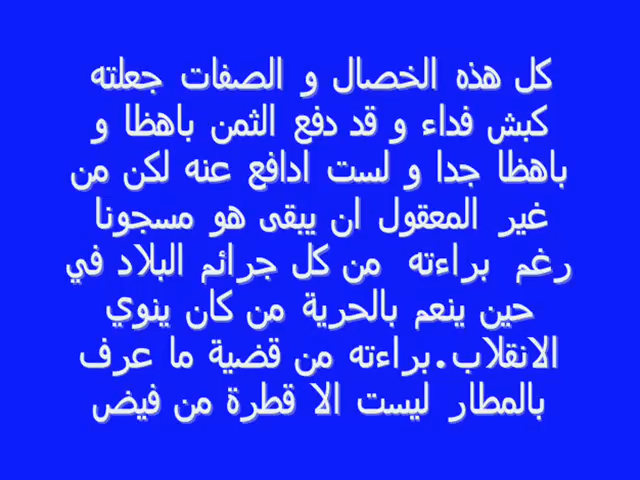 كل هذه الخصال و الصفات جعلته
كبش فداء و قد دفع الثمن باهظا و
باهظا جدا و لست ادافع عنه لكن من
غير المعقول ان يبقى هو مسجونا
رغم براءته من كل جرائم البلاد في
حين ينعم بالحرية من كان ينوي
الانقلاب.براءته من قضية ما عرف
بالمطار ليست الا قطرة من فيض